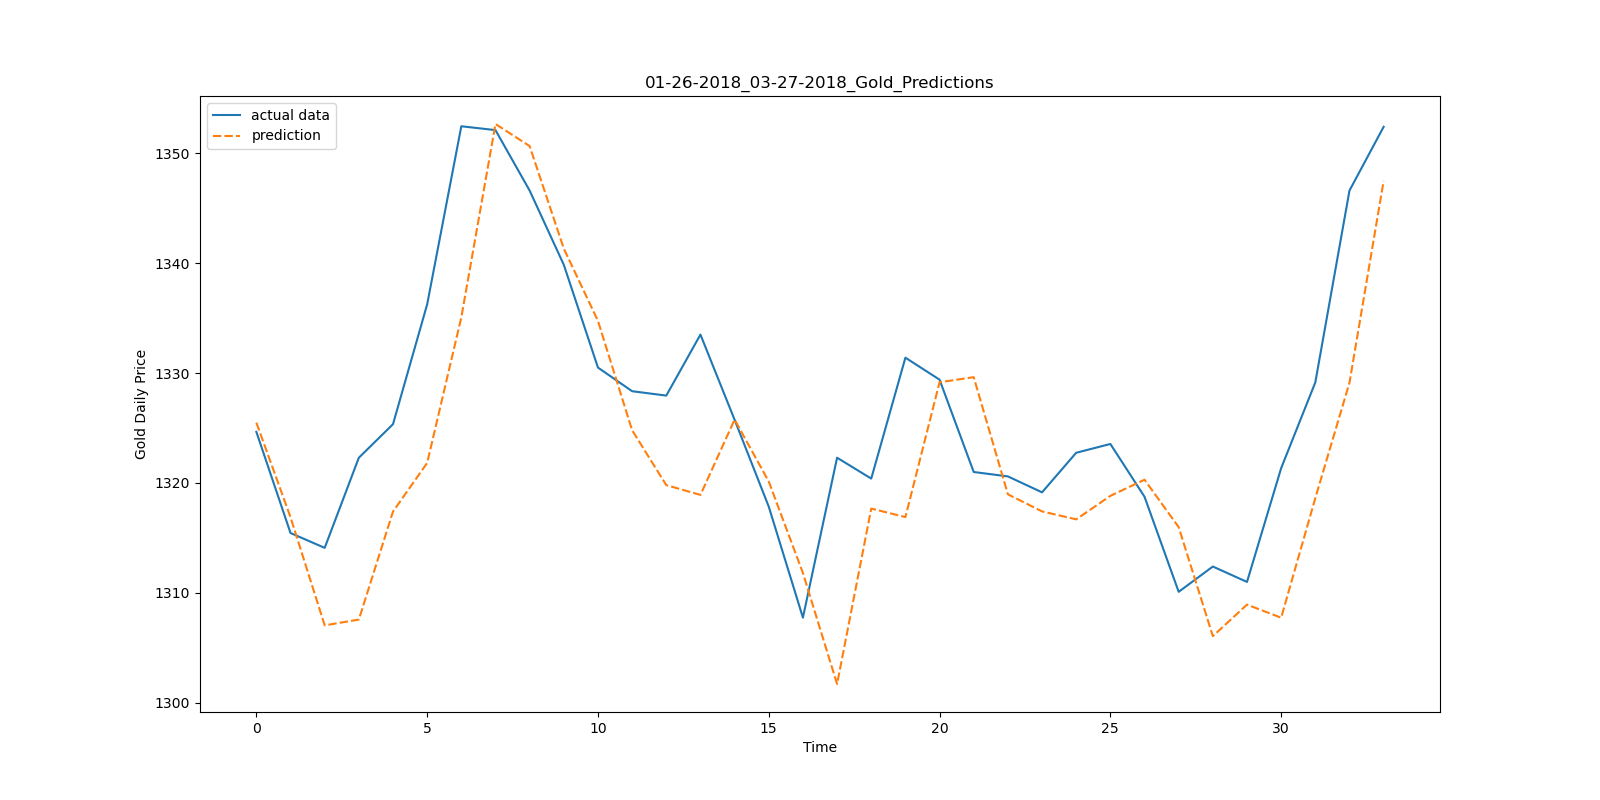 01-26-2018_03-27-2018_Gold_Predictions
actual data
prediction
1350
1340
1330
1320
1310
1300
Gold Daily Price
0 5 10 15 20 25 30
Time